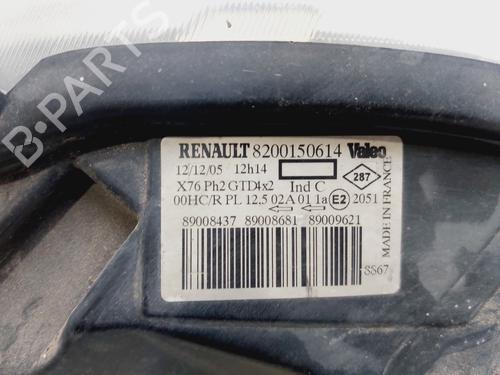 B-PARTS
RENAULT 8200150614 Valeo
12/12/05 12h14
X76 Ph2 GTD4x2 Ind C
287
00HC/R PL 12.5 02A 01 1a E2 2051
89008437 89008681 89009621
8867
MADE IN FRANCE